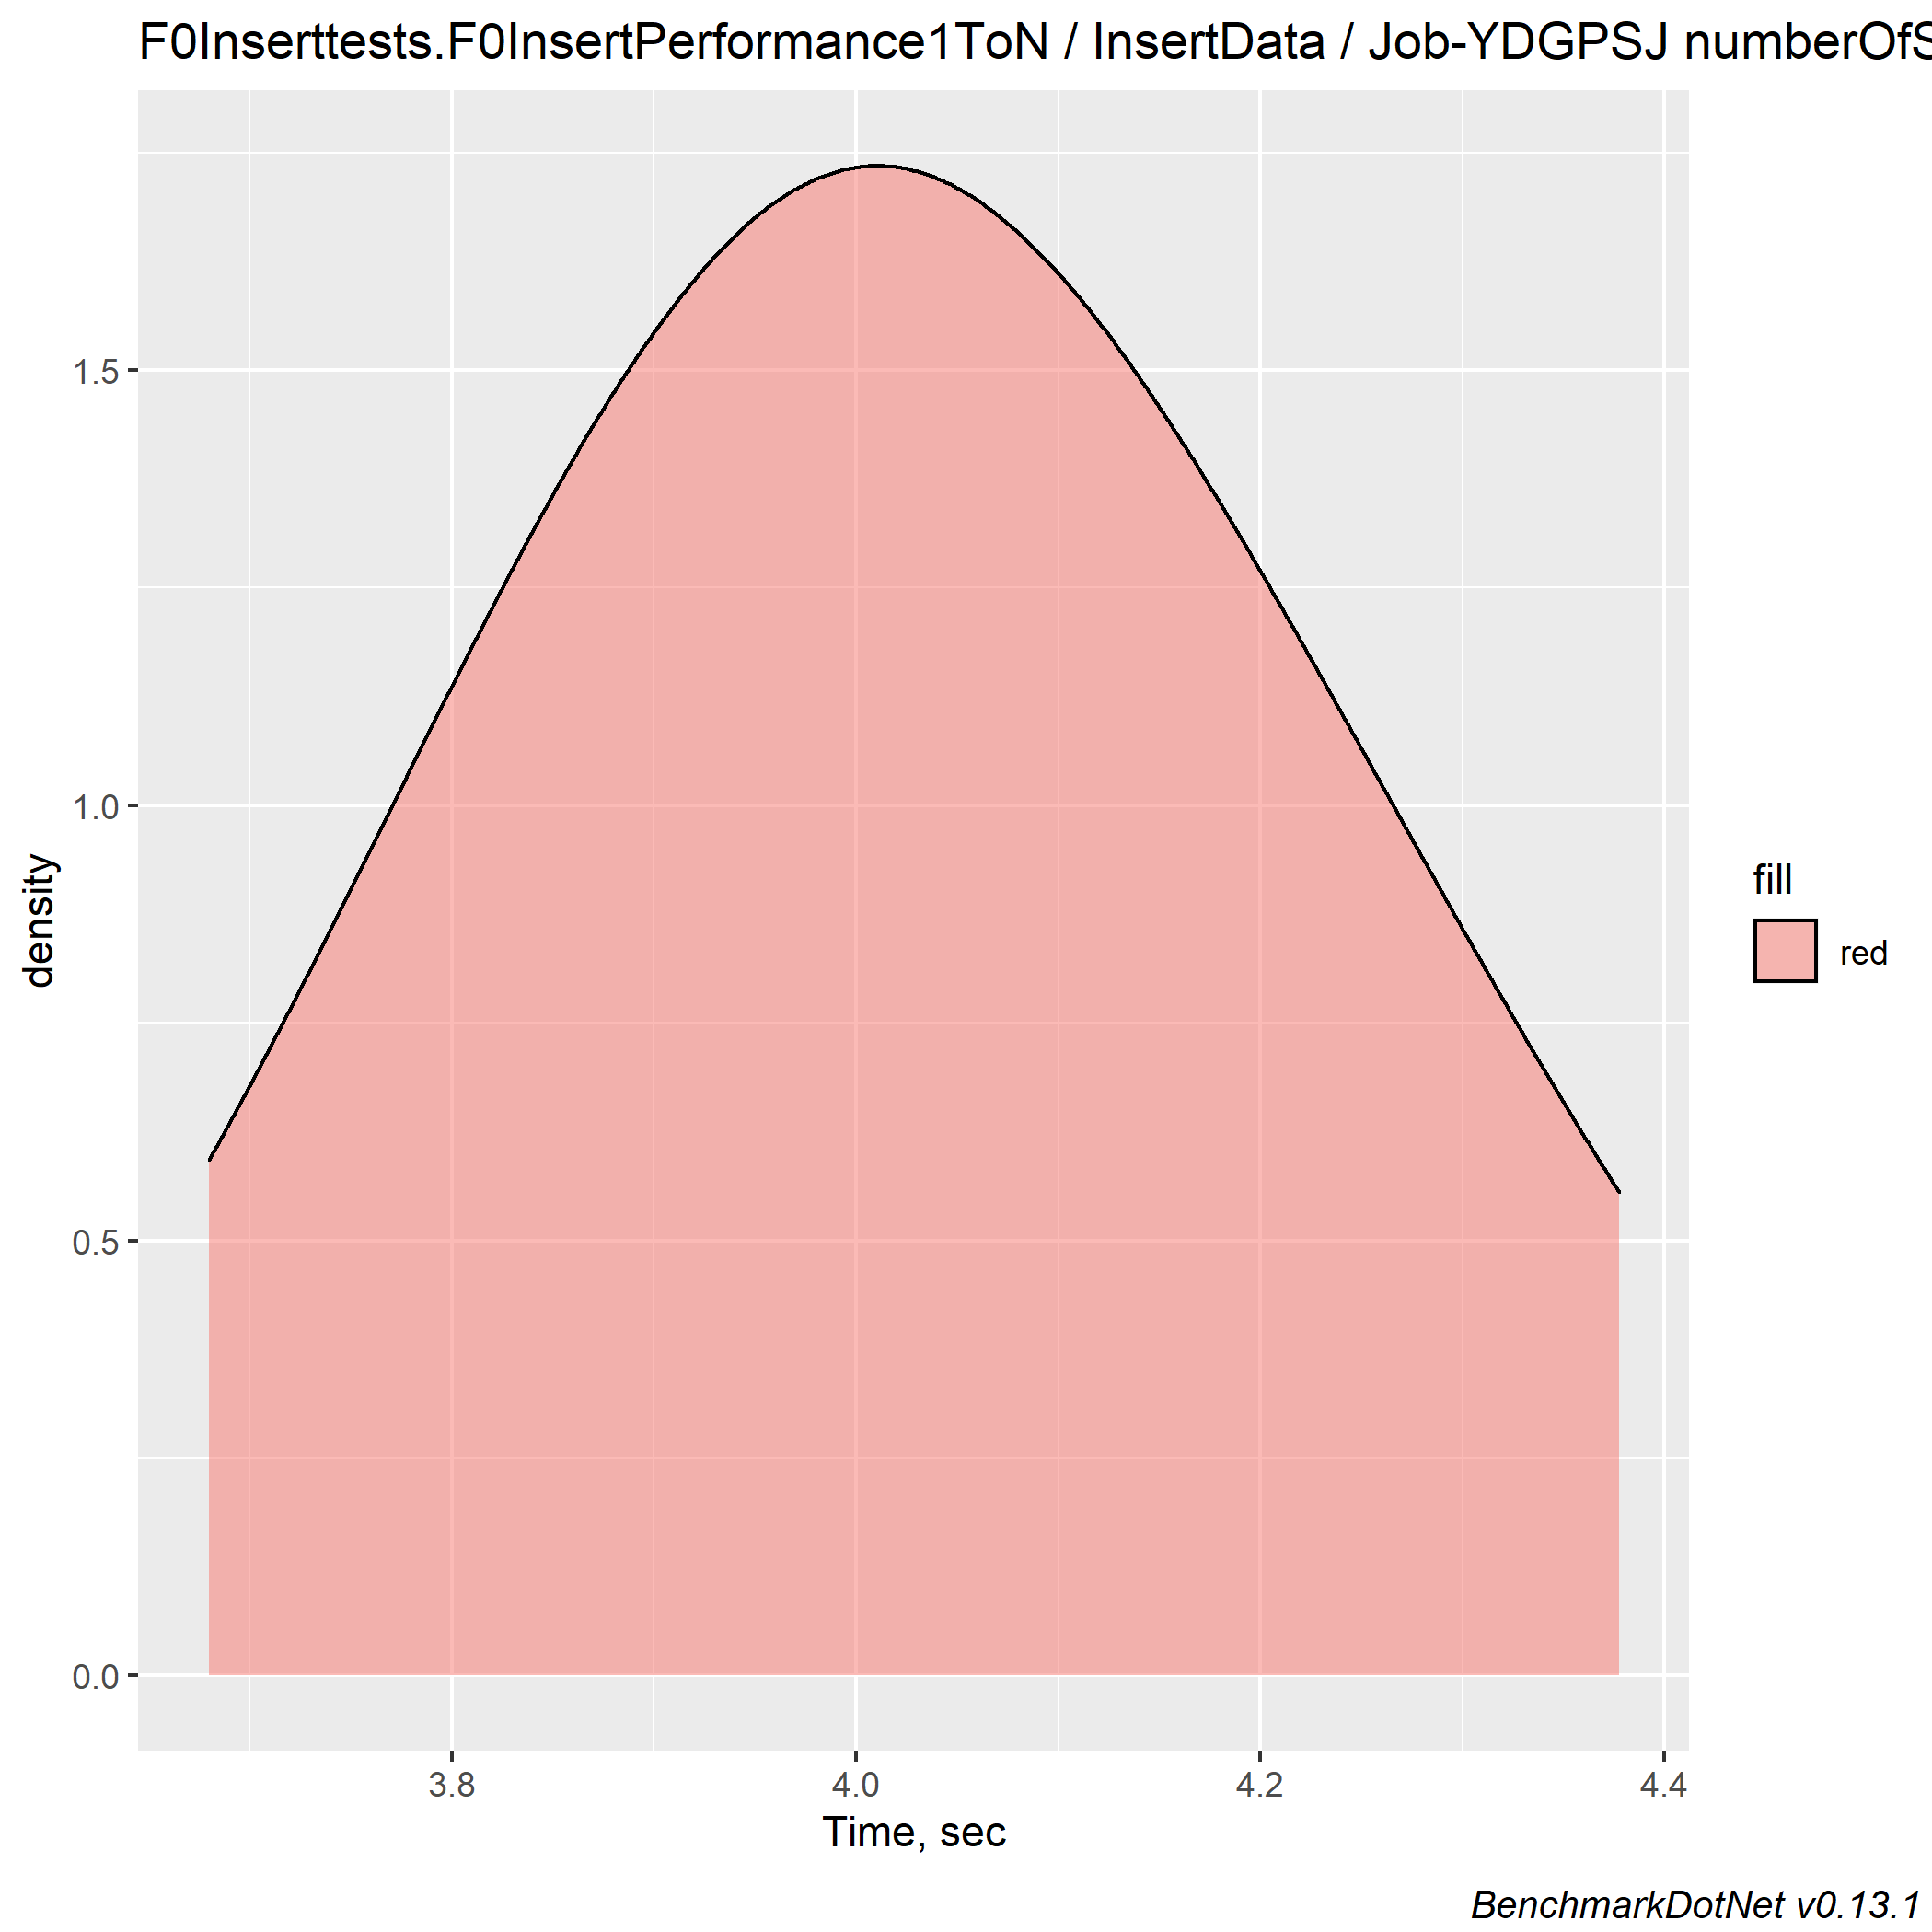 F0Inserttests.F0InsertPerformance1ToN / InsertData / Job-YDGPSJ numberOfS
1.5
1.0
0.5
0.0
density
3.8 4.0 4.2 4.4
Time, sec
fill
red
BenchmarkDotNet v0.13.1